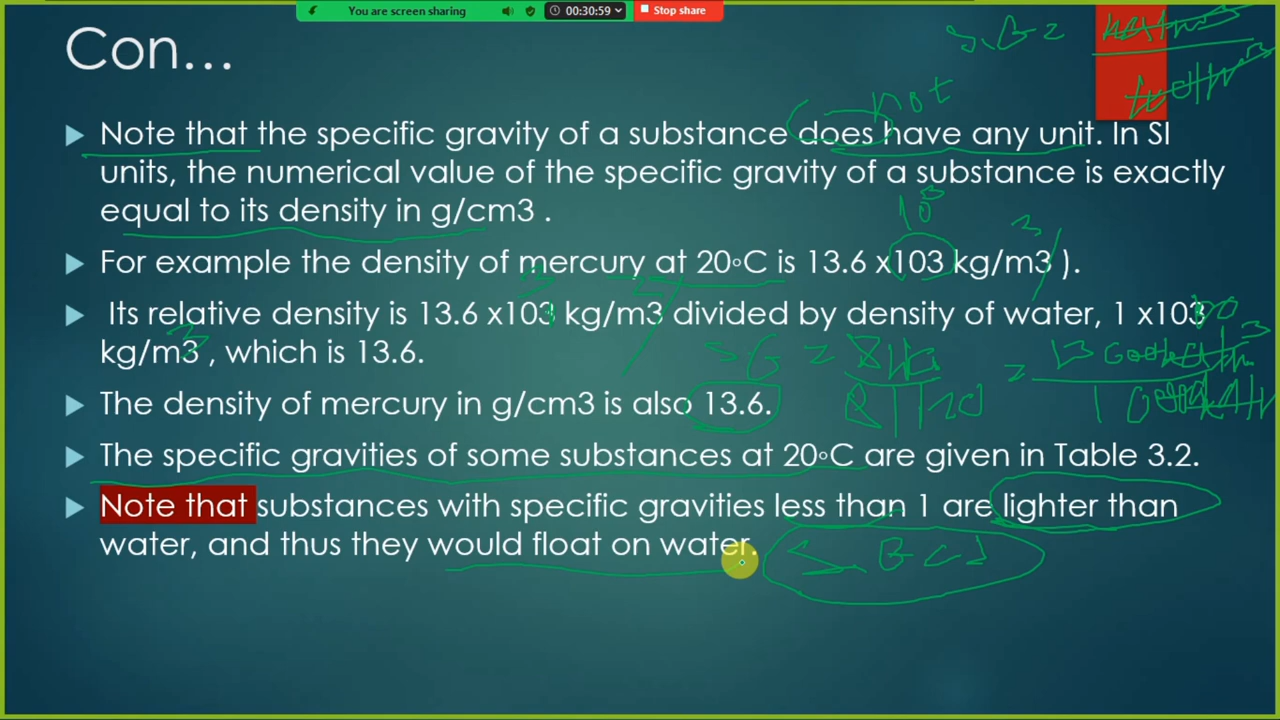 You are screen sharing 00:30:59 Stop share
Con…
not
Note that the specific gravity of a substance does have any unit. In SI
units, the numerical value of the specific gravity of a substance is exactly
equal to its density in g/cm3 .
10³
For example the density of mercury at 20◦C is 13.6 x103 kg/m3 ).
Its relative density is 13.6 x103 kg/m3 divided by density of water, 1 x103
kg/m3 , which is 13.6.
The density of mercury in g/cm3 is also 13.6.
The specific gravities of some substances at 20◦C are given in Table 3.2.
Note that substances with specific gravities less than 1 are lighter than
water, and thus they would float on water.